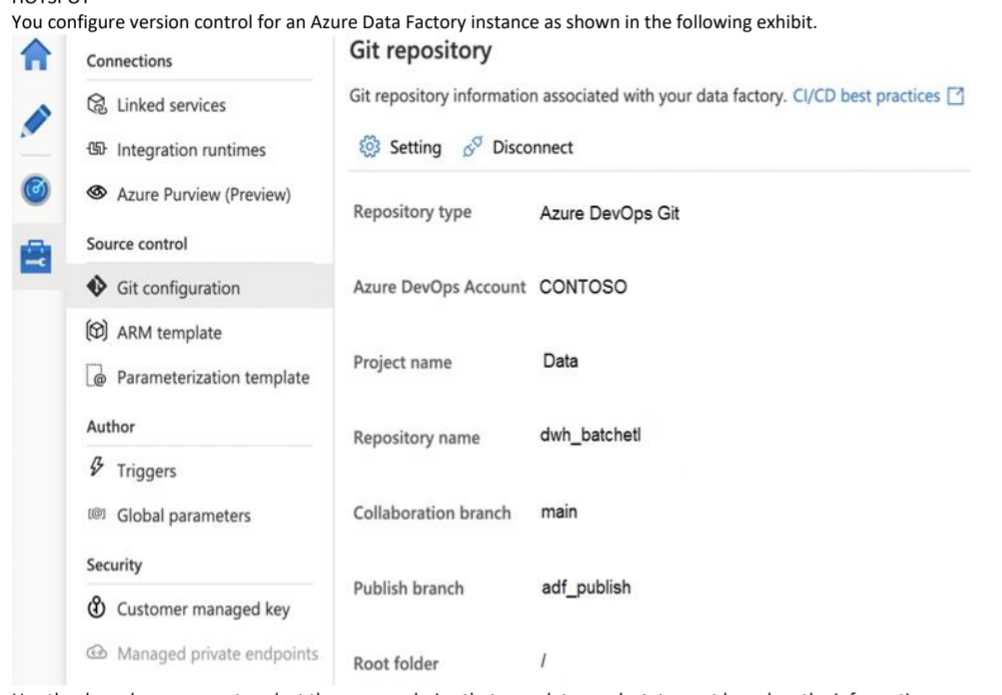 HOTSPOT
You configure version control for an Azure Data Factory instance as shown in the following exhibit.
Connections
Linked services
Integration runtimes
Azure Purview (Preview)
Source control
Git configuration
ARM template
Parameterization template
Author
Triggers
Global parameters
Security
Customer managed key
Managed private endpoints
Git repository
Git repository information associated with your data factory. CI/CD best practices
Setting Disconnect
Repository type Azure DevOps Git
Azure DevOps Account CONTOSO
Project name Data
Repository name dwh_batchetl
Collaboration branch main
Publish branch adf_publish
Root folder /